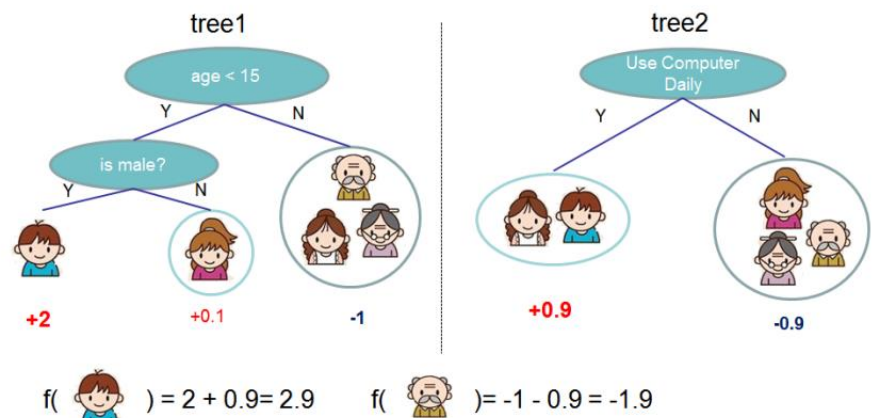 tree1
tree2
age < 15
Use Computer
Daily
Y
N
Y
N
is male?
Y
N
+2
+0.1
-1
+0.9
-0.9
f( ) = 2 + 0.9= 2.9
f( )= -1 - 0.9 = -1.9